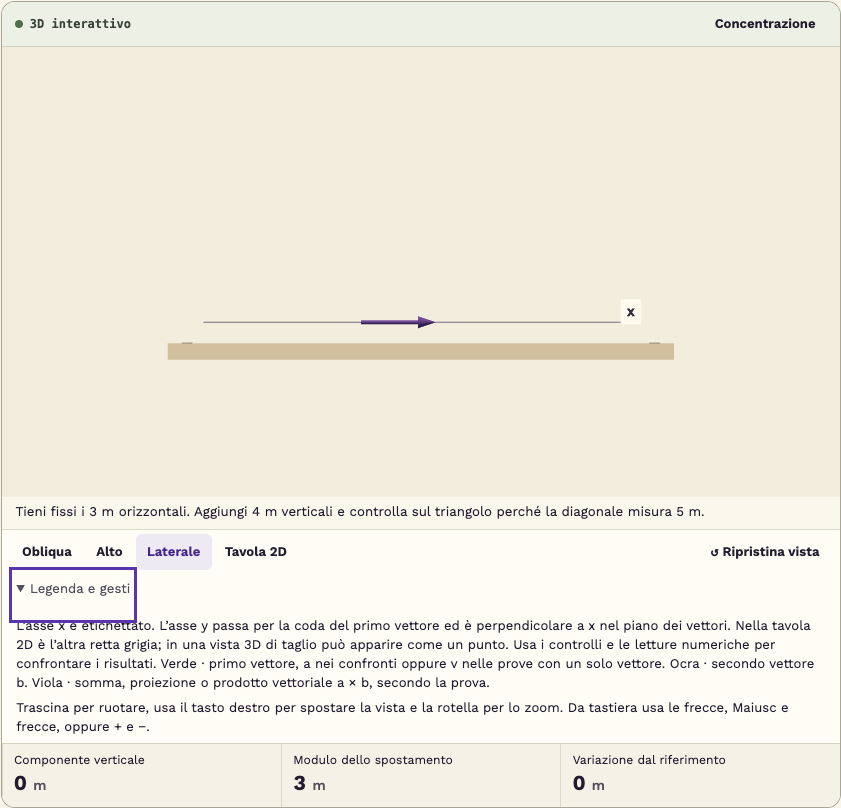 3D interattivo
Concentrazione
x
Tieni fissi i 3 m orizzontali. Aggiungi 4 m verticali e controlla sul triangolo perché la diagonale misura 5 m.
Obliqua Alto Laterale Tavola 2D ↺ Ripristina vista
▼ Legenda e gesti
L’asse x è etichettato. L’asse y passa per la coda del primo vettore ed è perpendicolare a x nel piano dei vettori. Nella tavola
2D è l’altra retta grigia; in una vista 3D di taglio può apparire come un punto. Usa i controlli e le letture numeriche per
confrontare i risultati. Verde · primo vettore, a nei confronti oppure v nelle prove con un solo vettore. Ocra · secondo vettore
b. Viola · somma, proiezione o prodotto vettoriale a × b, secondo la prova.
Trascina per ruotare, usa il tasto destro per spostare la vista e la rotella per lo zoom. Da tastiera usa le frecce, Maiusc e
frecce, oppure + e −.
Componente verticale
0 m
Modulo dello spostamento
3 m
Variazione dal riferimento
0 m